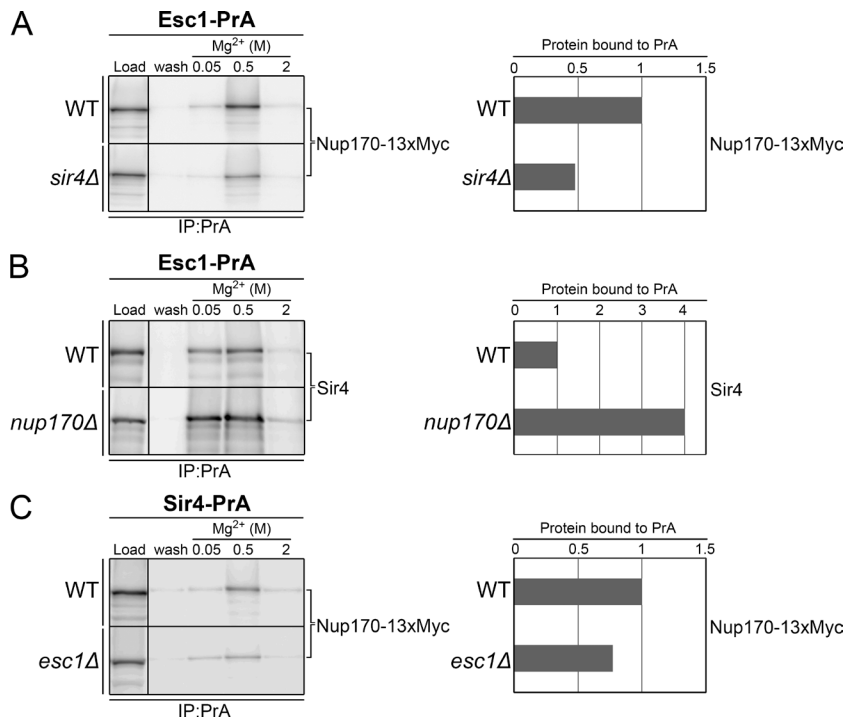 A
Esc1-PrA
Mg2+ (M)
Load wash 0.05 0.5 2
WT
sir4Δ
Nup170-13xMyc
IP:PrA
Protein bound to PrA
0 0.5 1 1.5
WT
sir4Δ
Nup170-13xMyc
B
Esc1-PrA
Mg2+ (M)
Load wash 0.05 0.5 2
WT
nup170Δ
Sir4
IP:PrA
Protein bound to PrA
0 1 2 3 4
WT
nup170Δ
Sir4
C
Sir4-PrA
Mg2+ (M)
Load wash 0.05 0.5 2
WT
esc1Δ
Nup170-13xMyc
IP:PrA
Protein bound to PrA
0 0.5 1 1.5
WT
esc1Δ
Nup170-13xMyc